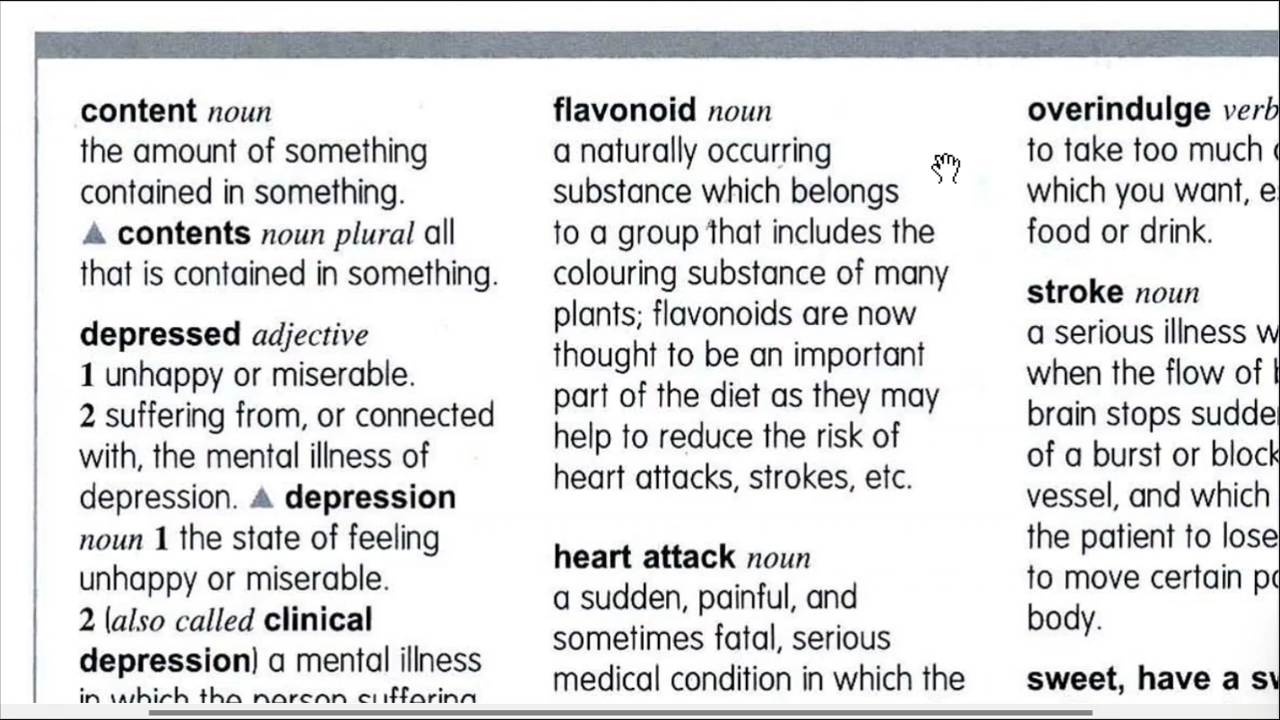 content noun
the amount of something
contained in something.
▲ contents noun plural all
that is contained in something.
depressed adjective
1 unhappy or miserable.
2 suffering from, or connected
with, the mental illness of
depression. ▲ depression
noun 1 the state of feeling
unhappy or miserable.
2 (also called clinical
depression) a mental illness
in which the person suffering
flavonoid noun
a naturally occurring
substance which belongs
to a group that includes the
colouring substance of many
plants; flavonoids are now
thought to be an important
part of the diet as they may
help to reduce the risk of
heart attacks, strokes, etc.
heart attack noun
a sudden, painful, and
sometimes fatal, serious
medical condition in which the
overindulge verb
to take too much
which you want,
food or drink.
stroke noun
a serious illness
when the flow of
brain stops
of a burst or
vessel, and which
the patient to lose
to move certain
body.
sweet, have a